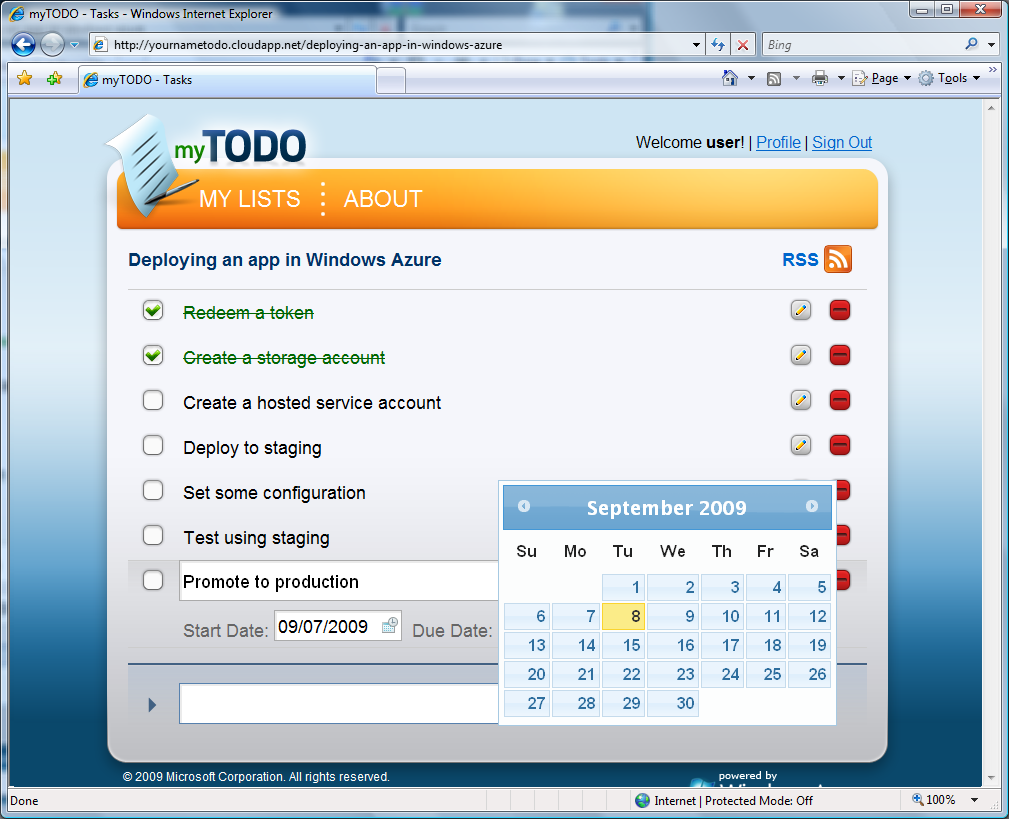 myTODO - Tasks - Windows Internet Explorer
http://yournametodo.cloudapp.net/deploying-an-app-in-windows-azure
Bing
myTODO - Tasks
Page
Tools
»
myTODO
Welcome user! | Profile | Sign Out
MY LISTS
ABOUT
Deploying an app in Windows Azure
RSS
Redeem a token
Create a storage account
Create a hosted service account
Deploy to staging
Set some configuration
Test using staging
Promote to production
Start Date: 09/07/2009 Due Date:
September 2009
Su Mo Tu We Th Fr Sa
1 2 3 4 5
6 7 8 9 10 11 12
13 14 15 16 17 18 19
20 21 22 23 24 25 26
27 28 29 30
© 2009 Microsoft Corporation. All rights reserved.
powered by
Done
Internet | Protected Mode: Off
100%